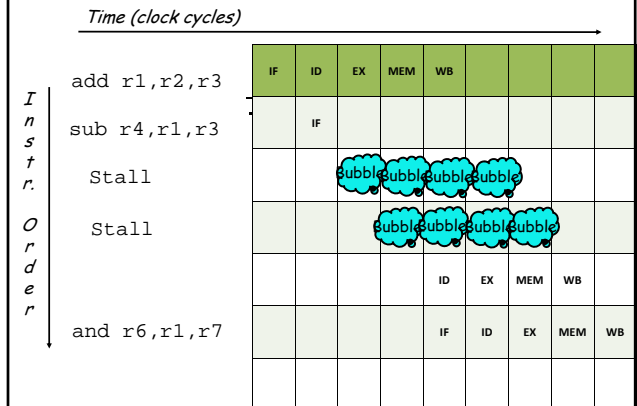 Time (clock cycles)
Instr. Order
add r1,r2,r3 IF ID EX MEM WB
sub r4,r1,r3 IF
Stall Bubble Bubble Bubble Bubble
Stall Bubble Bubble Bubble Bubble
ID EX MEM WB
and r6,r1,r7 IF ID EX MEM WB